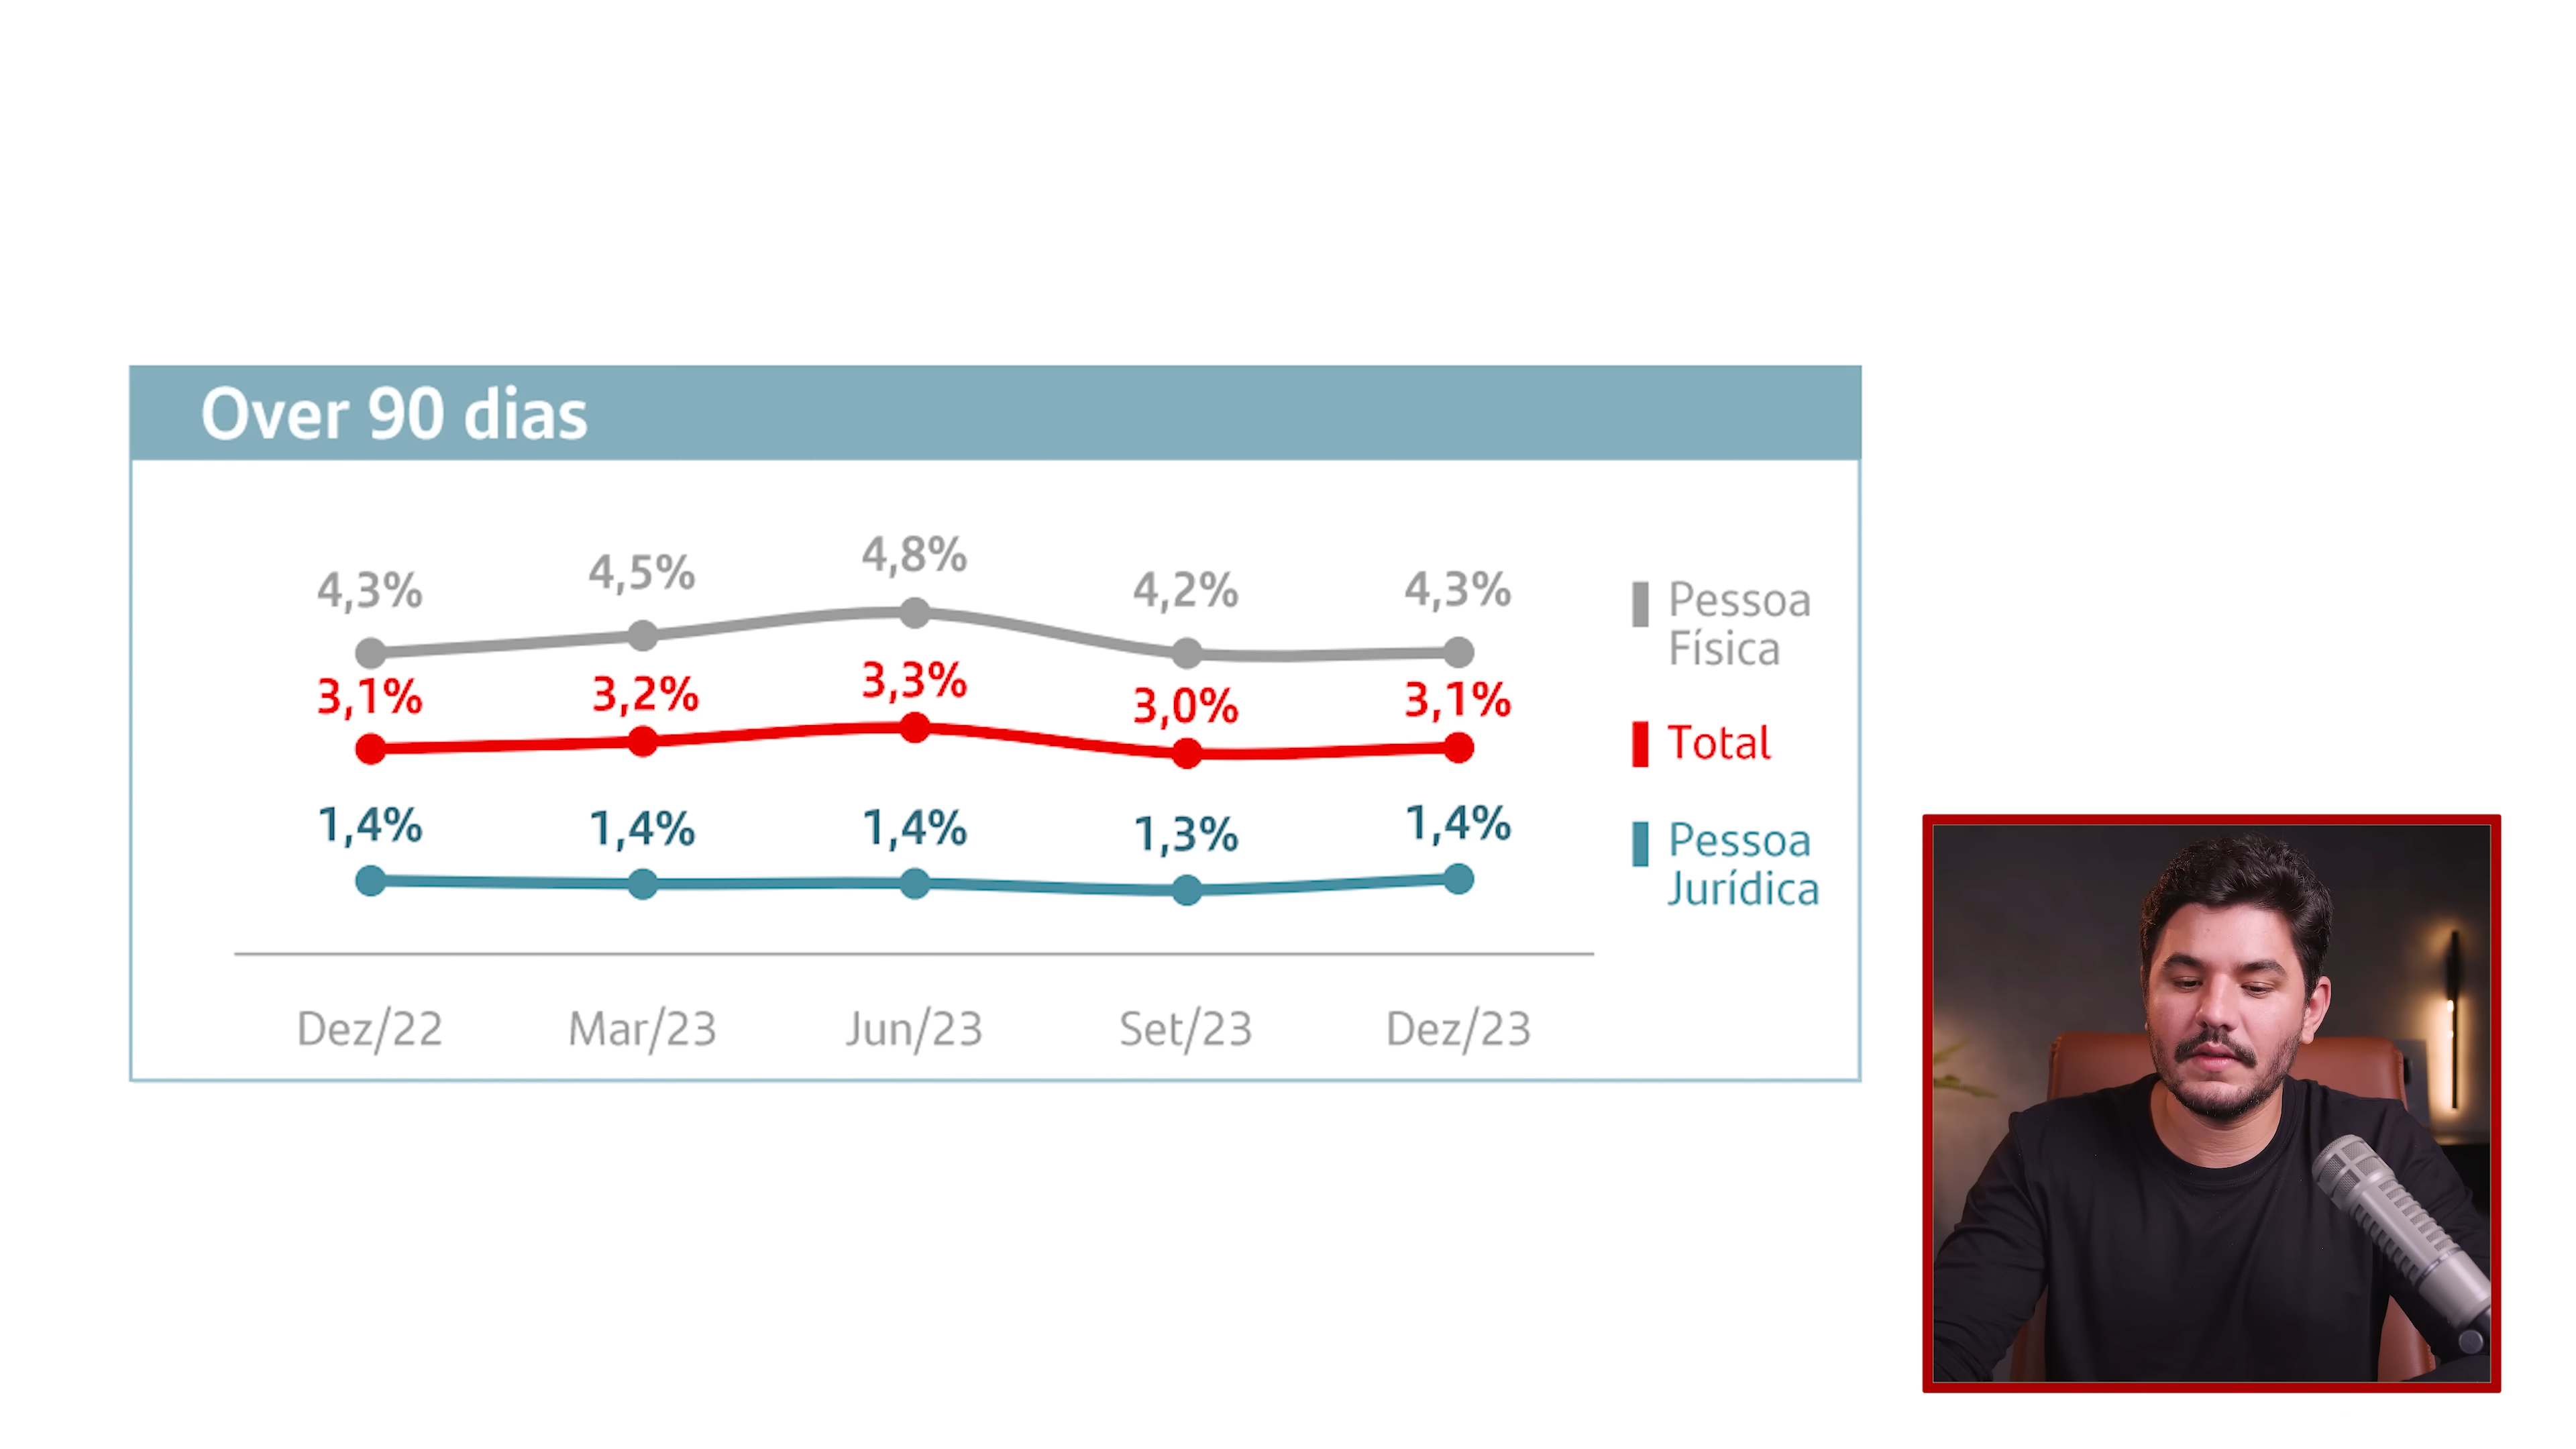 Over 90 dias
4,3% 4,5% 4,8% 4,2% 4,3%
3,1% 3,2% 3,3% 3,0% 3,1%
1,4% 1,4% 1,4% 1,3% 1,4%
Pessoa
Física
Total
Pessoa
Jurídica
Dez/22 Mar/23 Jun/23 Set/23 Dez/23